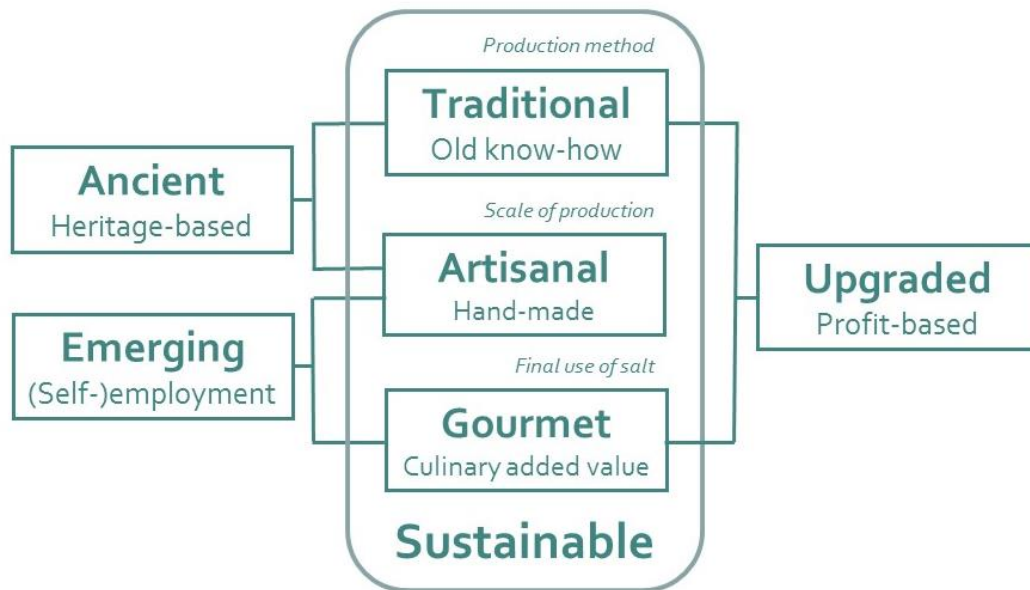 Production method
Traditional
Old know-how
Ancient
Heritage-based
Scale of production
Artisanal
Hand-made
Upgraded
Profit-based
Emerging
(Self-)employment
Final use of salt
Gourmet
Culinary added value
Sustainable